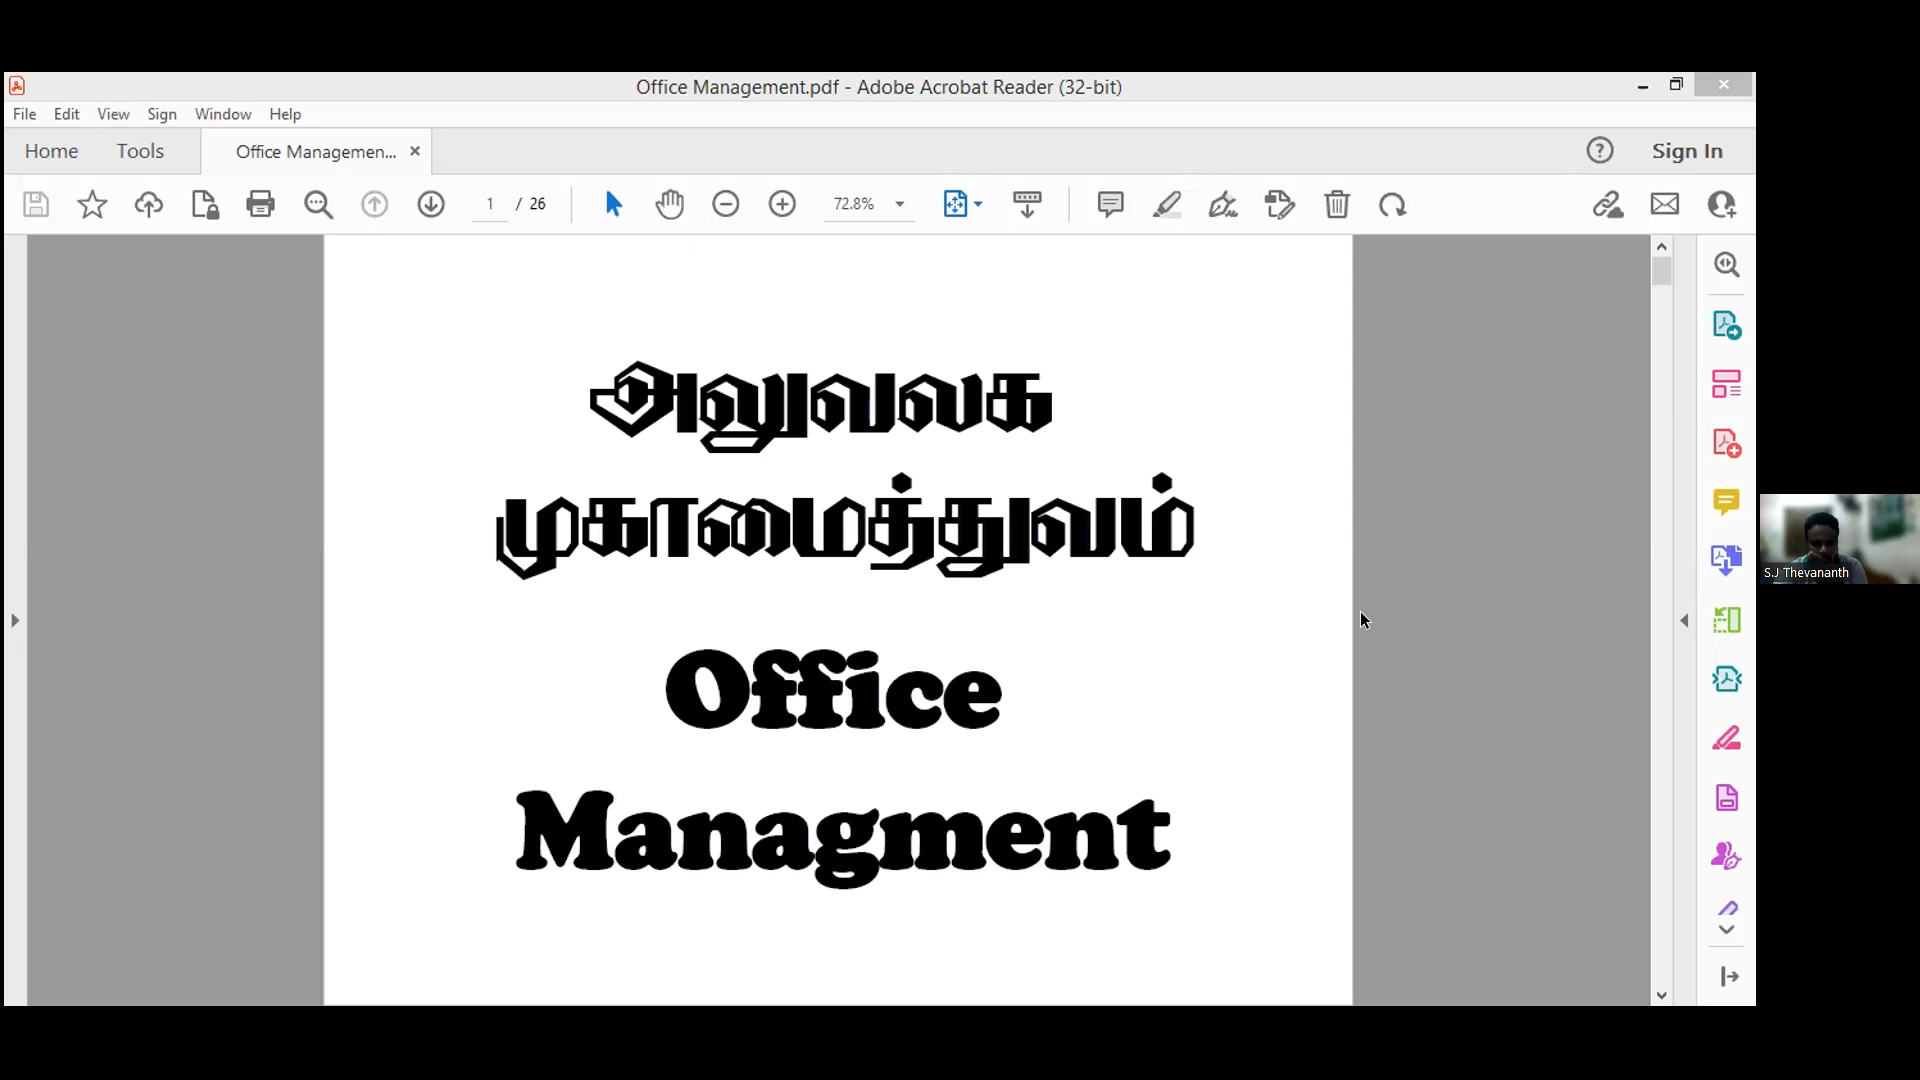 Office Management.pdf - Adobe Acrobat Reader (32-bit)
File Edit View Sign Window Help
Home Tools Office Managemen... Sign In
1 / 26 72.8%
அலுவலக
முகாமைத்துவம்
Office
Managment
S.J Thevananth